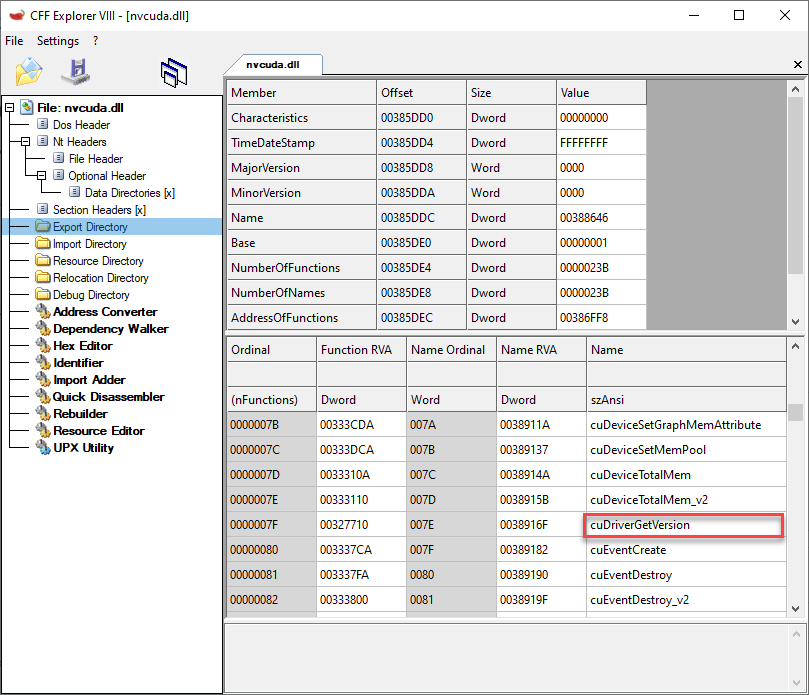 CFF Explorer VIII - [nvcuda.dll]
File Settings ?
nvcuda.dll
File: nvcuda.dll
Dos Header
Nt Headers
File Header
Optional Header
Data Directories [x]
Section Headers [x]
Export Directory
Import Directory
Resource Directory
Relocation Directory
Debug Directory
Address Converter
Dependency Walker
Hex Editor
Identifier
Import Adder
Quick Disassembler
Rebuilder
Resource Editor
UPX Utility
Member Offset Size Value
Characteristics 00385DD0 Dword 00000000
TimeDateStamp 00385DD4 Dword FFFFFFFF
MajorVersion 00385DD8 Word 0000
MinorVersion 00385DDA Word 0000
Name 00385DDC Dword 00388646
Base 00385DE0 Dword 00000001
NumberOfFunctions 00385DE4 Dword 0000023B
NumberOfNames 00385DE8 Dword 0000023B
AddressOfFunctions 00385DEC Dword 00386FF8
Ordinal Function RVA Name Ordinal Name RVA Name
(nFunctions) Dword Word Dword szAnsi
0000007B 00333CDA 007A 0038911A cuDeviceSetGraphMemAttribute
0000007C 00333DCA 007B 00389137 cuDeviceSetMemPool
0000007D 0033310A 007C 0038914A cuDeviceTotalMem
0000007E 00333110 007D 0038915B cuDeviceTotalMem_v2
0000007F 00327710 007E 0038916F cuDriverGetVersion
00000080 003337CA 007F 00389182 cuEventCreate
00000081 003337FA 0080 00389190 cuEventDestroy
00000082 00333800 0081 0038919F cuEventDestroy_v2